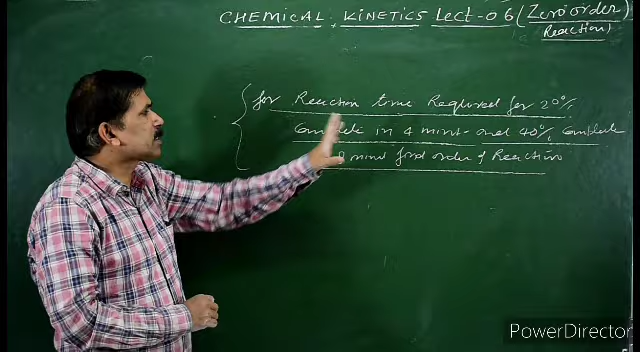 CHEMICAL KINETICS Lect-06 (Zero order Reaction)
for Reaction time Required for 20%
Complete in 4 mint and 40% Complete
8 mint find order of Reaction
PowerDirector